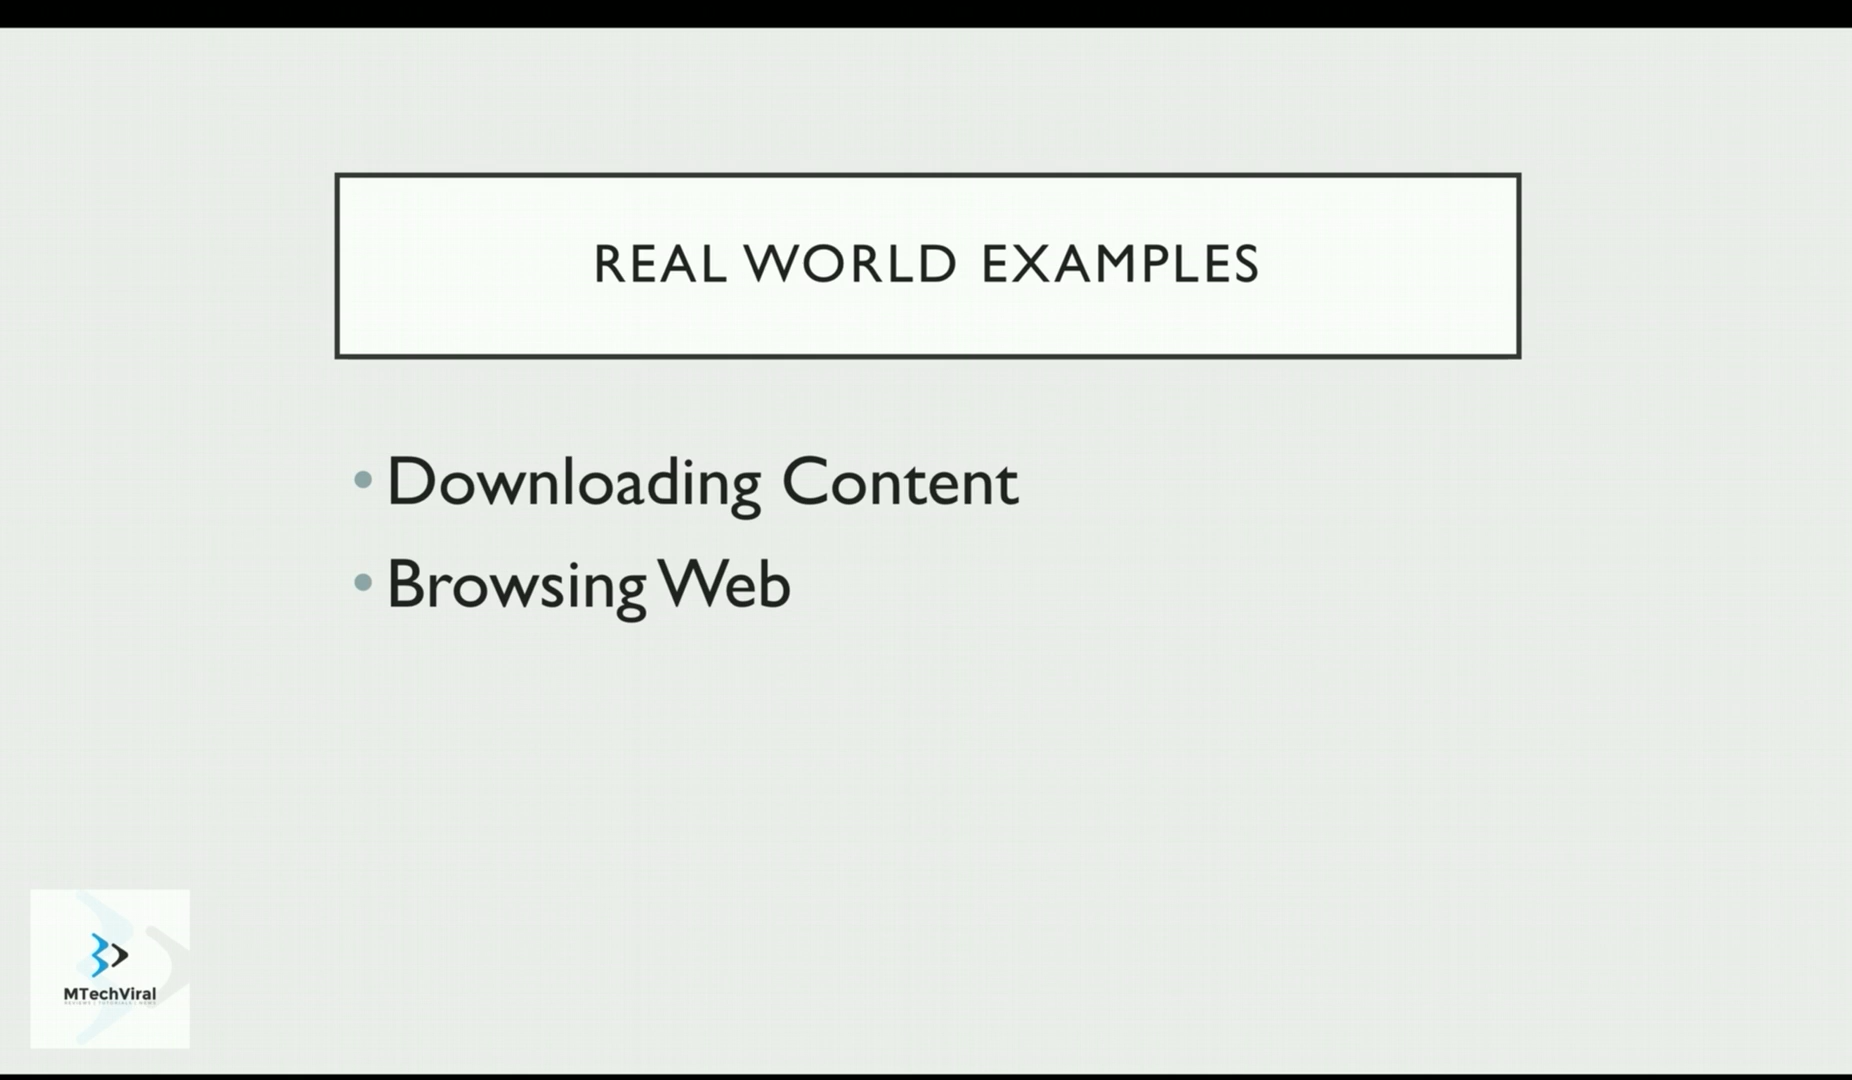 REAL WORLD EXAMPLES
• Downloading Content
• Browsing Web
MTechViral